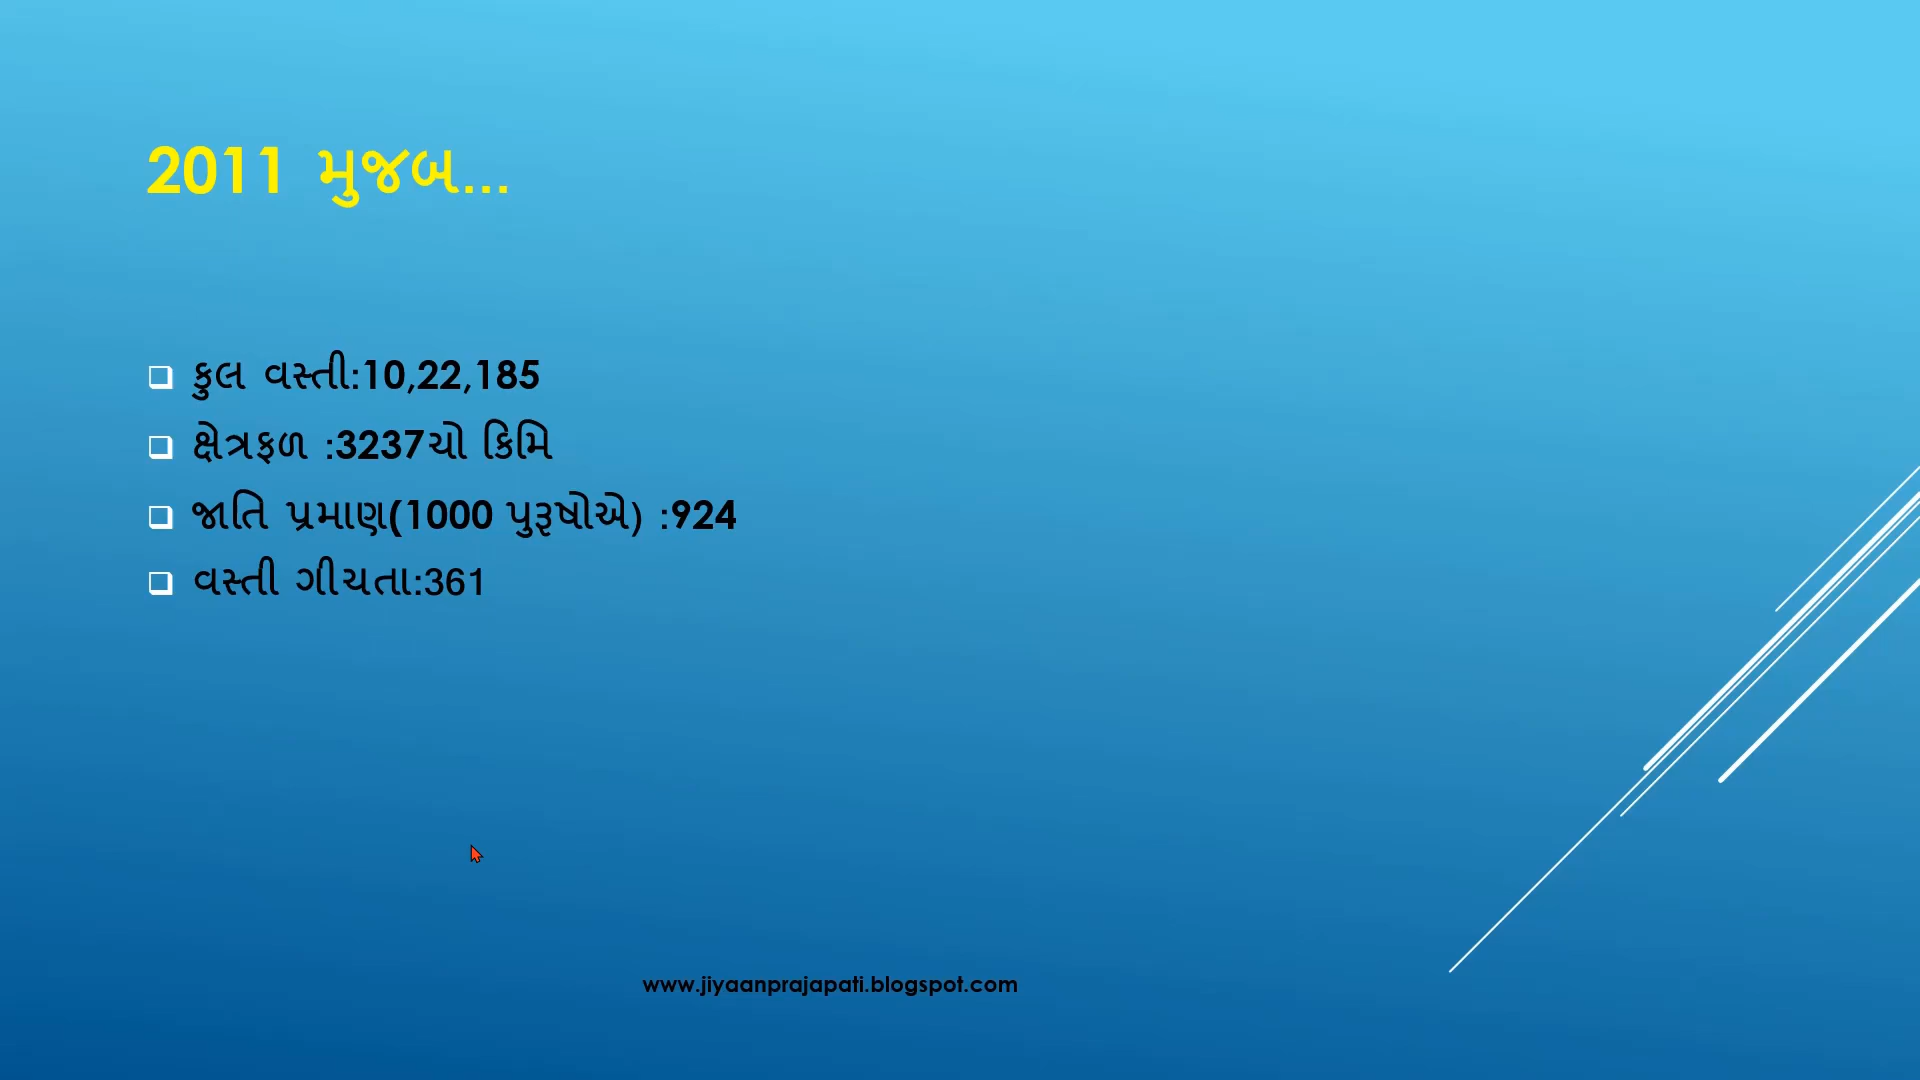 2011 મુજબ...
કુલ વસ્તી:10,22,185
ક્ષેત્રફળ :3237ચો કિમિ
જાતિ પ્રમાણ(1000 પુરૂષોએ) :924
વસ્તી ગીચતા:361
www.jiyaanprajapati.blogspot.com